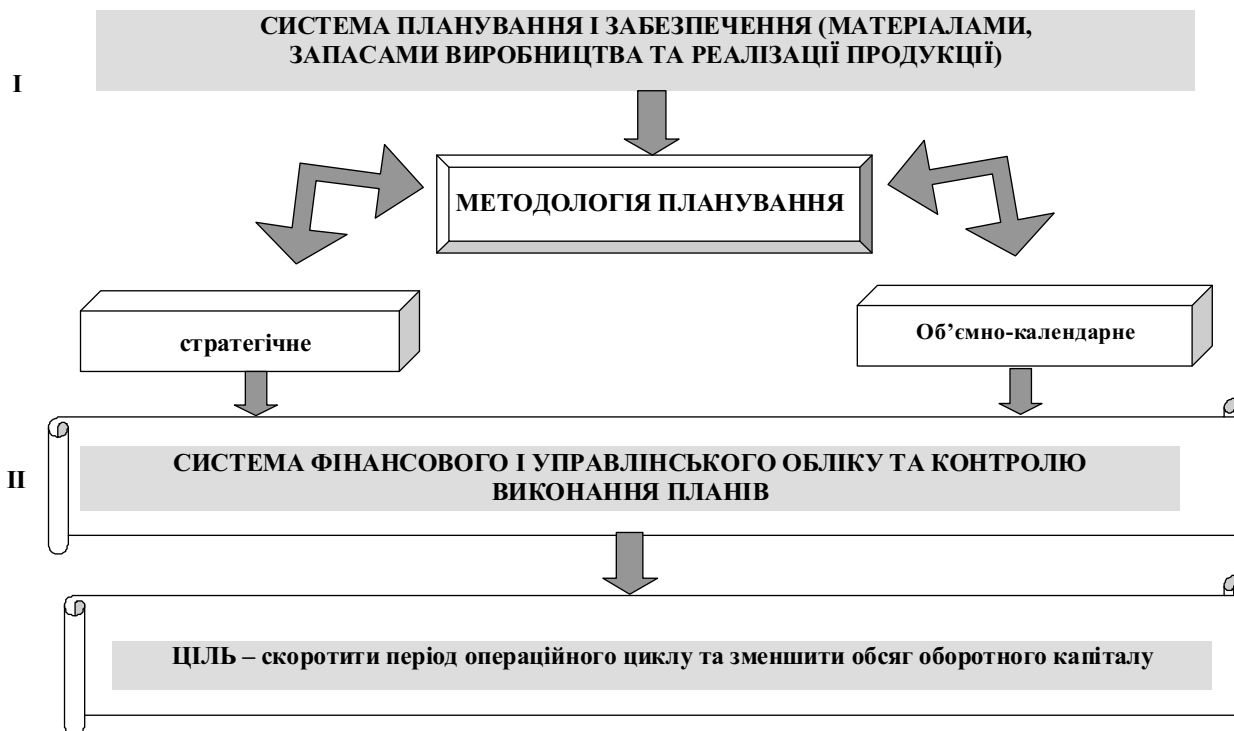 СИСТЕМА ПЛАНУВАННЯ І ЗАБЕЗПЕЧЕННЯ (МАТЕРІАЛАМИ,
ЗАПАСАМИ ВИРОБНИЦТВА ТА РЕАЛІЗАЦІЇ ПРОДУКЦІЇ)
I
МЕТОДОЛОГІЯ ПЛАНУВАННЯ
стратегічне
Об’ємно-календарне
II
СИСТЕМА ФІНАНСОВОГО І УПРАВЛІНСЬКОГО ОБЛІКУ ТА КОНТРОЛЮ
ВИКОНАННЯ ПЛАНІВ
ЦІЛЬ – скоротити період операційного циклу та зменшити обсяг оборотного капіталу